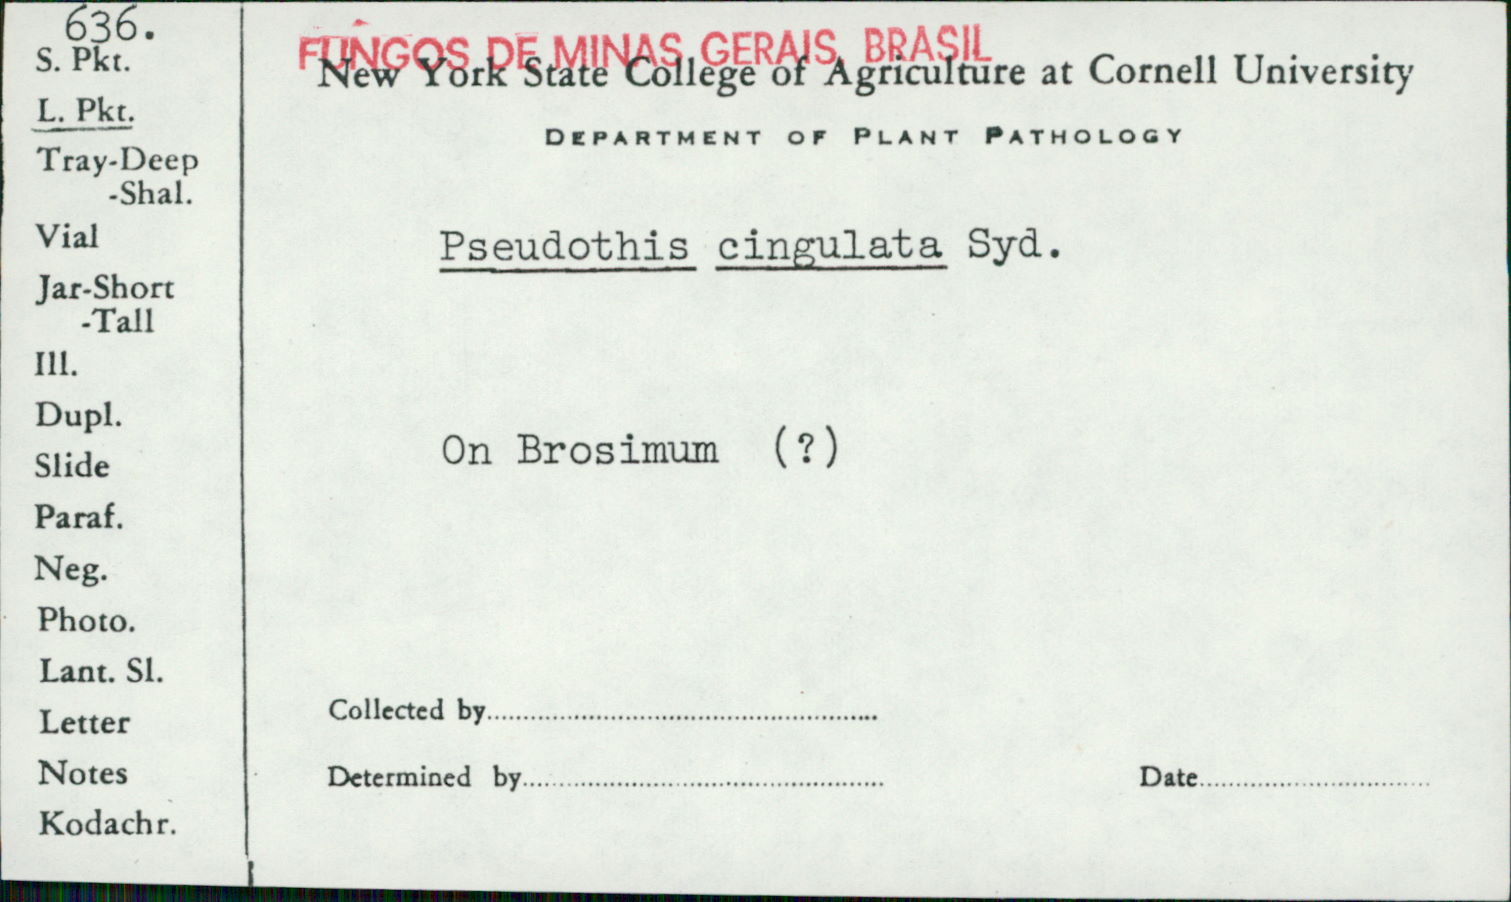 636.
S. Pkt.
L. Pkt.
Tray-Deep
-Shal.
Vial
Jar-Short
-Tall
Ill.
Dupl.
Slide
Paraf.
Neg.
Photo.
Lant. Sl.
Letter
Notes
Kodachr.
FUNGOS DE MINAS GERAIS, BRASIL
New York State College of Agriculture at Cornell University
DEPARTMENT OF PLANT PATHOLOGY
Pseudothis cingulata Syd.
On Brosimum (?)
Collected by
Determined by
Date